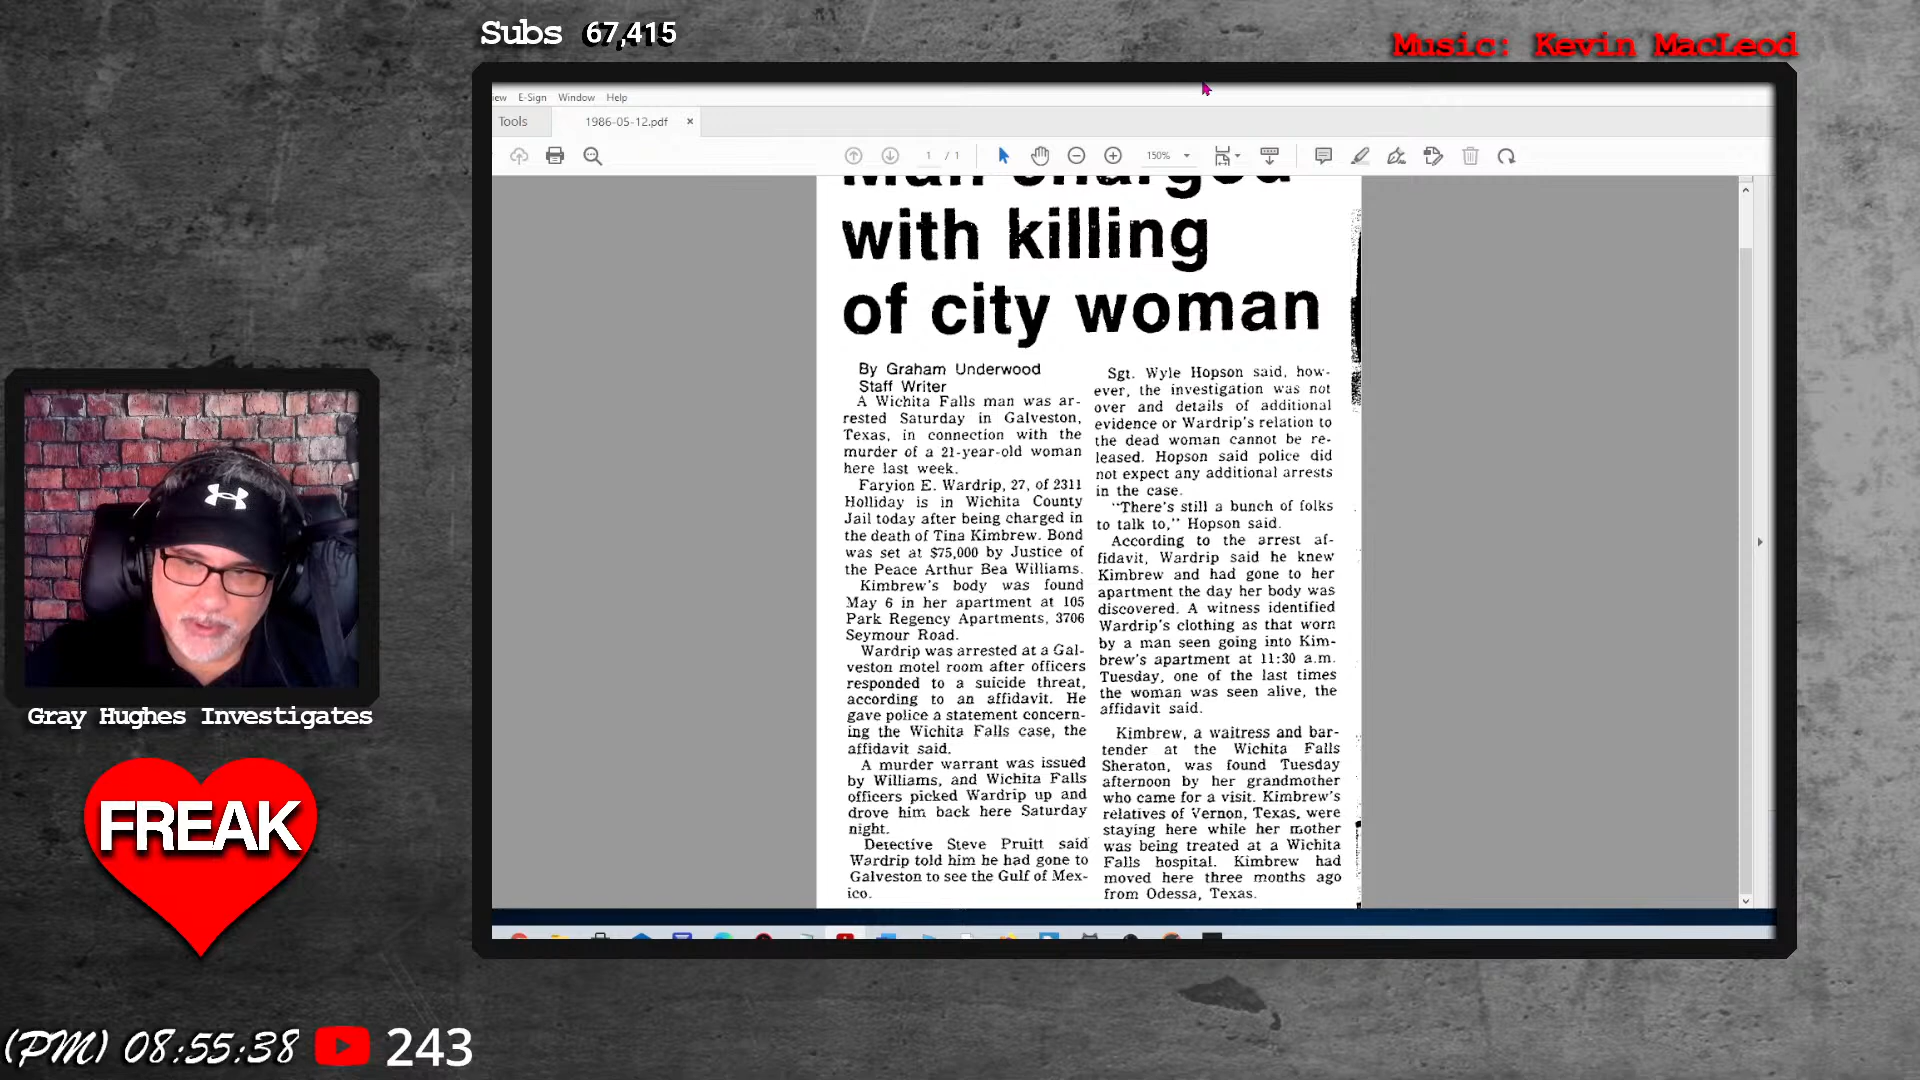 Subs 67,415
Music: Kevin MacLeod
iew E-Sign Window Help
Tools 1986-05-12.pdf ×
1 / 1 150%
Man charged
with killing
of city woman
By Graham Underwood
Staff Writer
A Wichita Falls man was ar-
rested Saturday in Galveston,
Texas, in connection with the
murder of a 21-year-old woman
here last week.
Faryion E. Wardrip, 27, of 2311
Holliday is in Wichita County
Jail today after being charged in
the death of Tina Kimbrew. Bond
was set at $75,000 by Justice of
the Peace Arthur Bea Williams.
Kimbrew's body was found
May 6 in her apartment at 105
Park Regency Apartments, 3706
Seymour Road.
Wardrip was arrested at a Gal-
veston motel room after officers
responded to a suicide threat,
according to an affidavit. He
gave police a statement concern-
ing the Wichita Falls case, the
affidavit said.
A murder warrant was issued
by Williams, and Wichita Falls
officers picked Wardrip up and
drove him back here Saturday
night.
Detective Steve Pruitt said
Wardrip told him he had gone to
Galveston to see the Gulf of Mex-
ico.
Sgt. Wyle Hopson said, how-
ever, the investigation was not
over and details of additional
evidence or Wardrip's relation to
the dead woman cannot be re-
leased. Hopson said police did
not expect any additional arrests
in the case.
"There's still a bunch of folks
to talk to," Hopson said.
According to the arrest af-
fidavit, Wardrip said he knew
Kimbrew and had gone to her
apartment the day her body was
discovered. A witness identified
Wardrip's clothing as that worn
by a man seen going into Kim-
brew's apartment at 11:30 a.m.
Tuesday, one of the last times
the woman was seen alive, the
affidavit said.
Kimbrew, a waitress and bar-
tender at the Wichita Falls
Sheraton, was found Tuesday
afternoon by her grandmother
who came for a visit. Kimbrew's
relatives of Vernon, Texas, were
staying here while her mother
was being treated at a Wichita
Falls hospital. Kimbrew had
moved here three months ago
from Odessa, Texas.
Gray Hughes Investigates
FREAK
(PM) 08:55:38 243